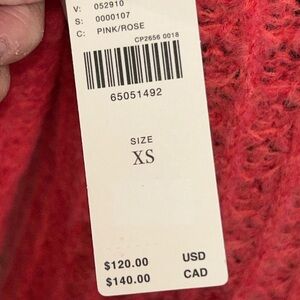 V: 052910
S: 0000107
C: PINK/ROSE
CP2656 0018
65051492
SIZE
XS
$120.00 USD
$140.00 CAD